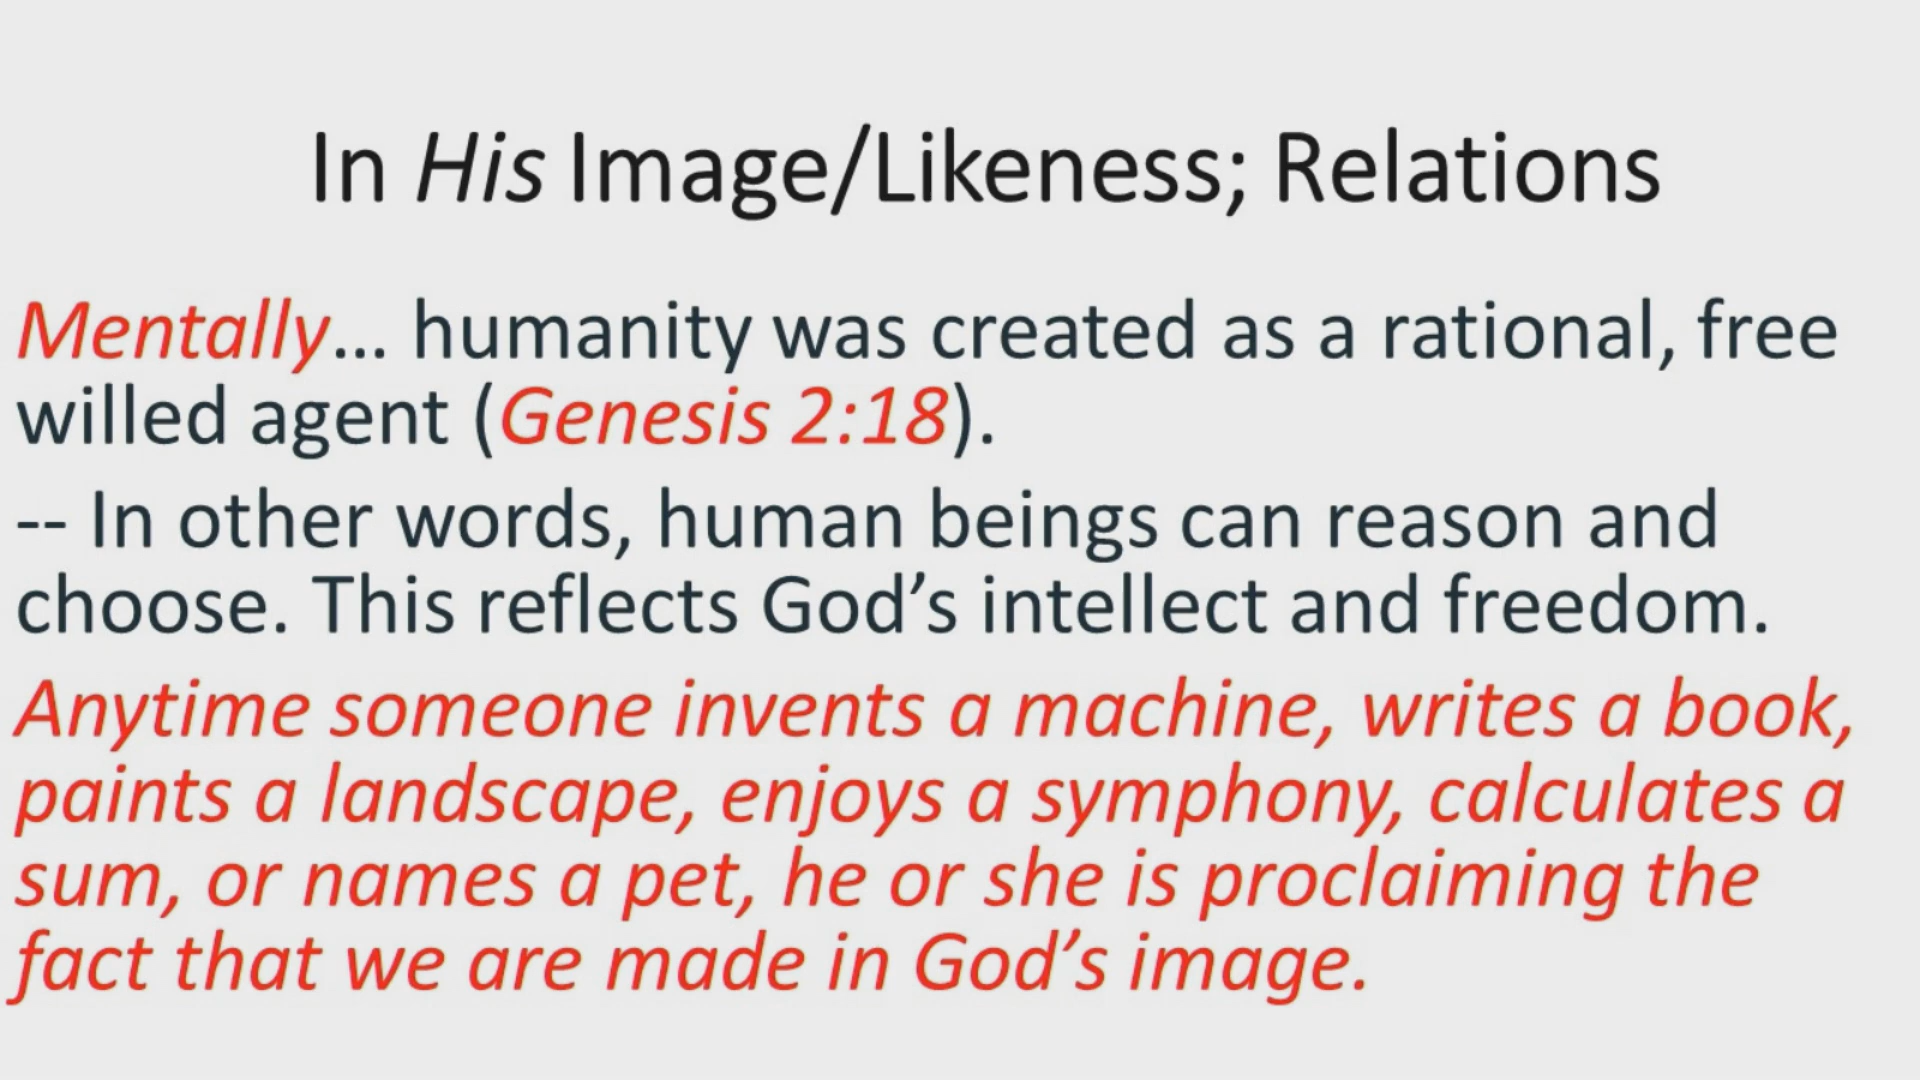 In His Image/Likeness; Relations
Mentally... humanity was created as a rational, free
willed agent (Genesis 2:18).
-- In other words, human beings can reason and
choose. This reflects God’s intellect and freedom.
Anytime someone invents a machine, writes a book,
paints a landscape, enjoys a symphony, calculates a
sum, or names a pet, he or she is proclaiming the
fact that we are made in God’s image.